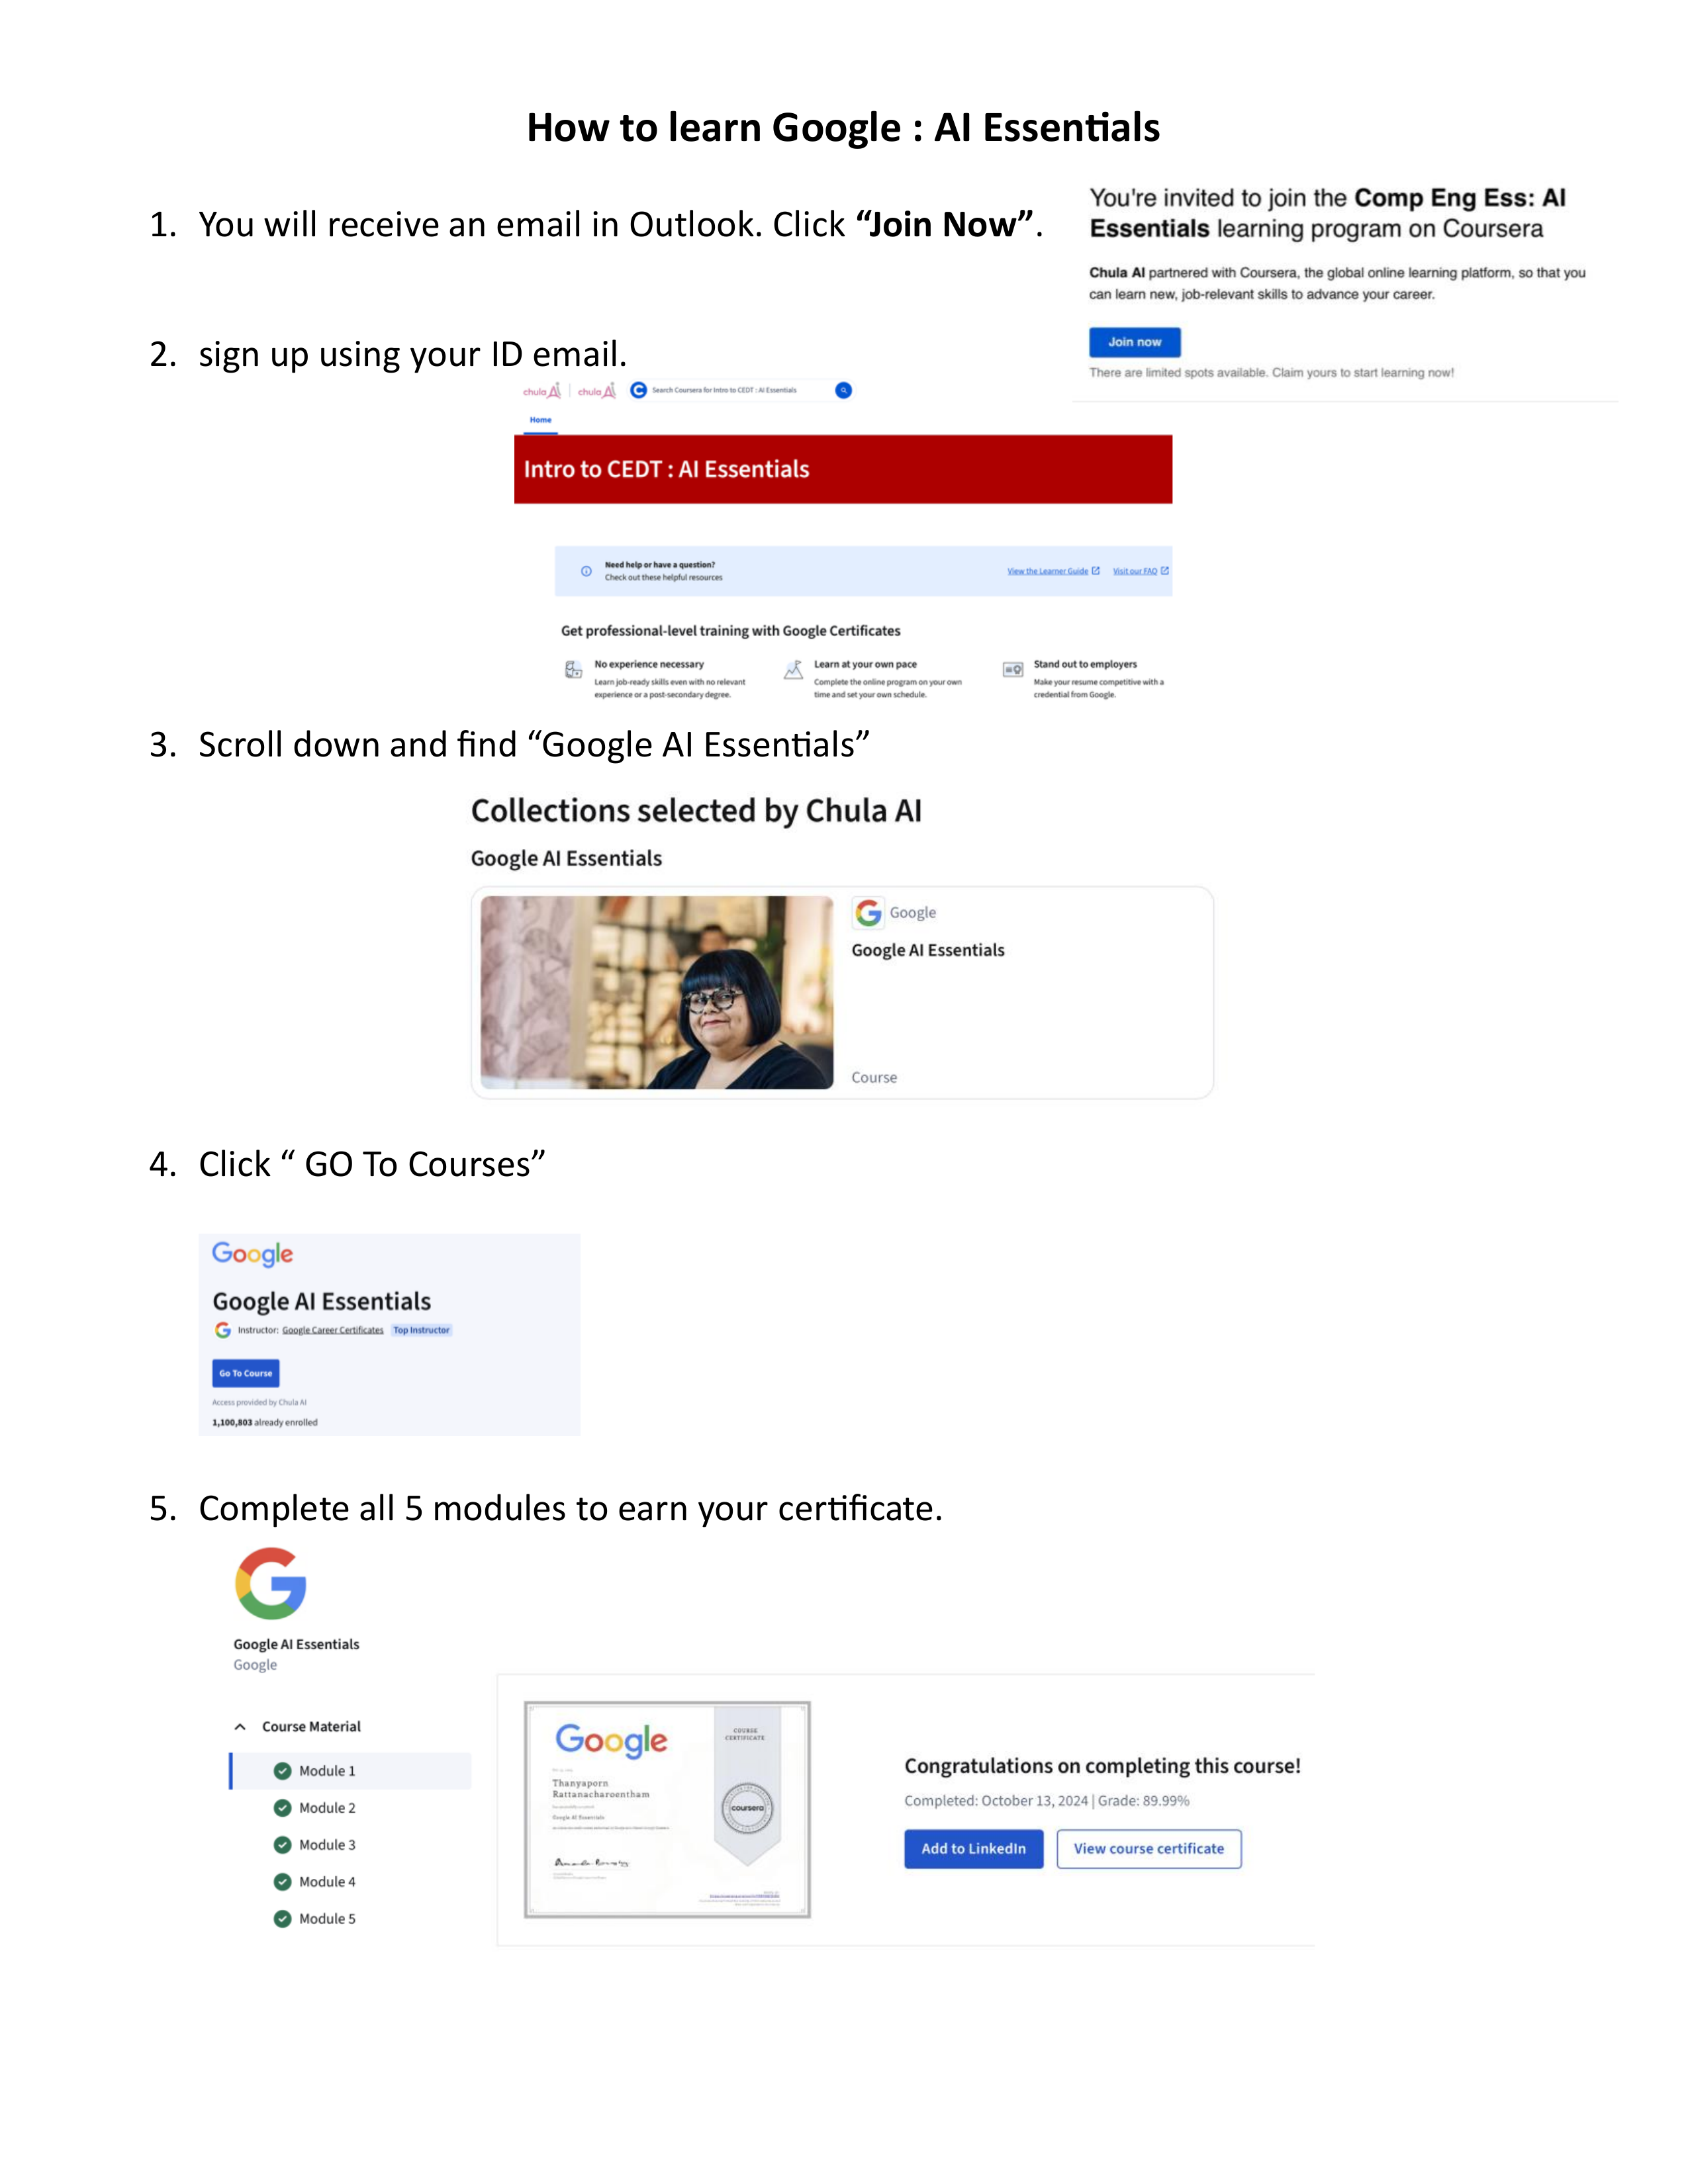 How to learn Google : AI Essentials
1. You will receive an email in Outlook. Click “Join Now”.
You're invited to join the Comp Eng Ess: AI
Essentials learning program on Coursera
Chula AI partnered with Coursera, the global online learning platform, so that you
can learn new, job-relevant skills to advance your career.
Join now
There are limited spots available. Claim yours to start learning now!
2. sign up using your ID email.
chula Ai chula Ai Search Coursera for Intro to CEDT : AI Essentials
Home
Intro to CEDT : AI Essentials
Need help or have a question?
Check out these helpful resources
View the Learner Guide Visit our FAQ
Get professional-level training with Google Certificates
No experience necessary
Learn job-ready skills even with no relevant
experience or a post-secondary degree.
Learn at your own pace
Complete the online program on your own
time and set your own schedule.
Stand out to employers
Make your resume competitive with a
credential from Google.
3. Scroll down and find “Google AI Essentials”
Collections selected by Chula AI
Google AI Essentials
Google
Google AI Essentials
Course
4. Click “ GO To Courses”
Google
Google AI Essentials
Instructor: Google Career Certificates Top Instructor
Go To Course
Access provided by Chula AI
1,100,803 already enrolled
5. Complete all 5 modules to earn your certificate.
Google AI Essentials
Google
Course Material
Module 1
Module 2
Module 3
Module 4
Module 5
Google
COURSE
CERTIFICATE
Thanyaporn
Rattanacharoentham
Google AI Essentials
coursera
Congratulations on completing this course!
Completed: October 13, 2024 | Grade: 89.99%
Add to LinkedIn View course certificate